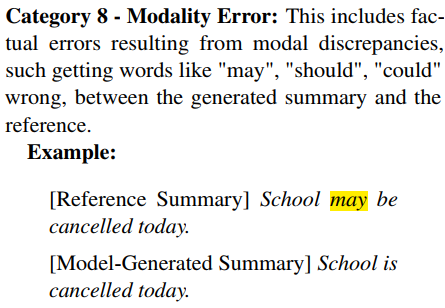 Category 8 - Modality Error: This includes fac-
tual errors resulting from modal discrepancies,
such getting words like "may", "should", "could"
wrong, between the generated summary and the
reference.
Example:
[Reference Summary] School may be
cancelled today.
[Model-Generated Summary] School is
cancelled today.